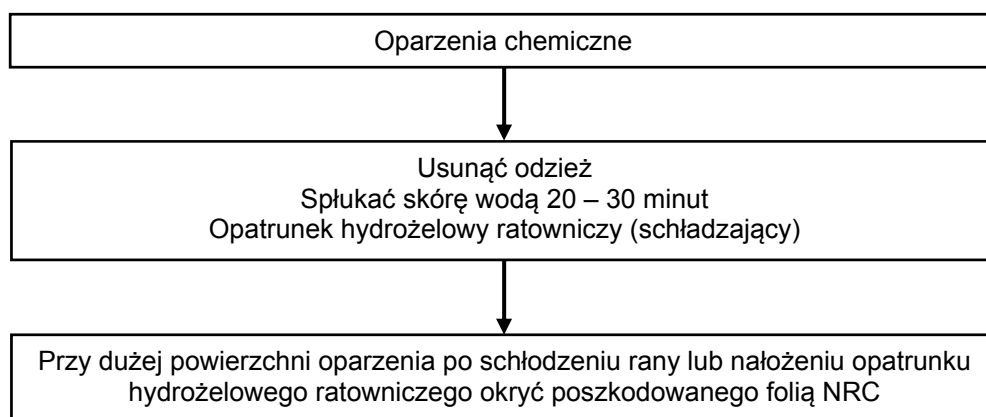 Oparzenia chemiczne
Usunąć odzież
Spłukać skórę wodą 20 – 30 minut
Opatrunek hydrożelowy ratowniczy (schładzający)
Przy dużej powierzchni oparzenia po schłodzeniu rany lub nałożeniu opatrunku
hydrożelowego ratowniczego okryć poszkodowanego folią NRC